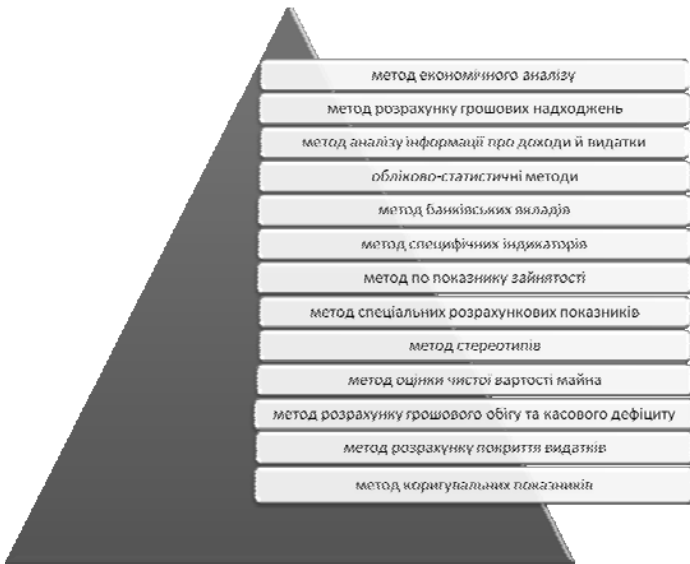 метод економічного аналізу
метод розрахунку грошових надходжень
метод аналізу інформації про доходи й видатки
обліково-статистичні методи
метод банківських вкладів
метод специфічних індикаторів
метод по показнику зайнятості
метод спеціальних розрахункових показників
метод стереотипів
метод оцінки чистої вартості майна
метод розрахунку грошового обігу та касового дефіциту
метод розрахунку покриття видатків
метод коригувальних показників